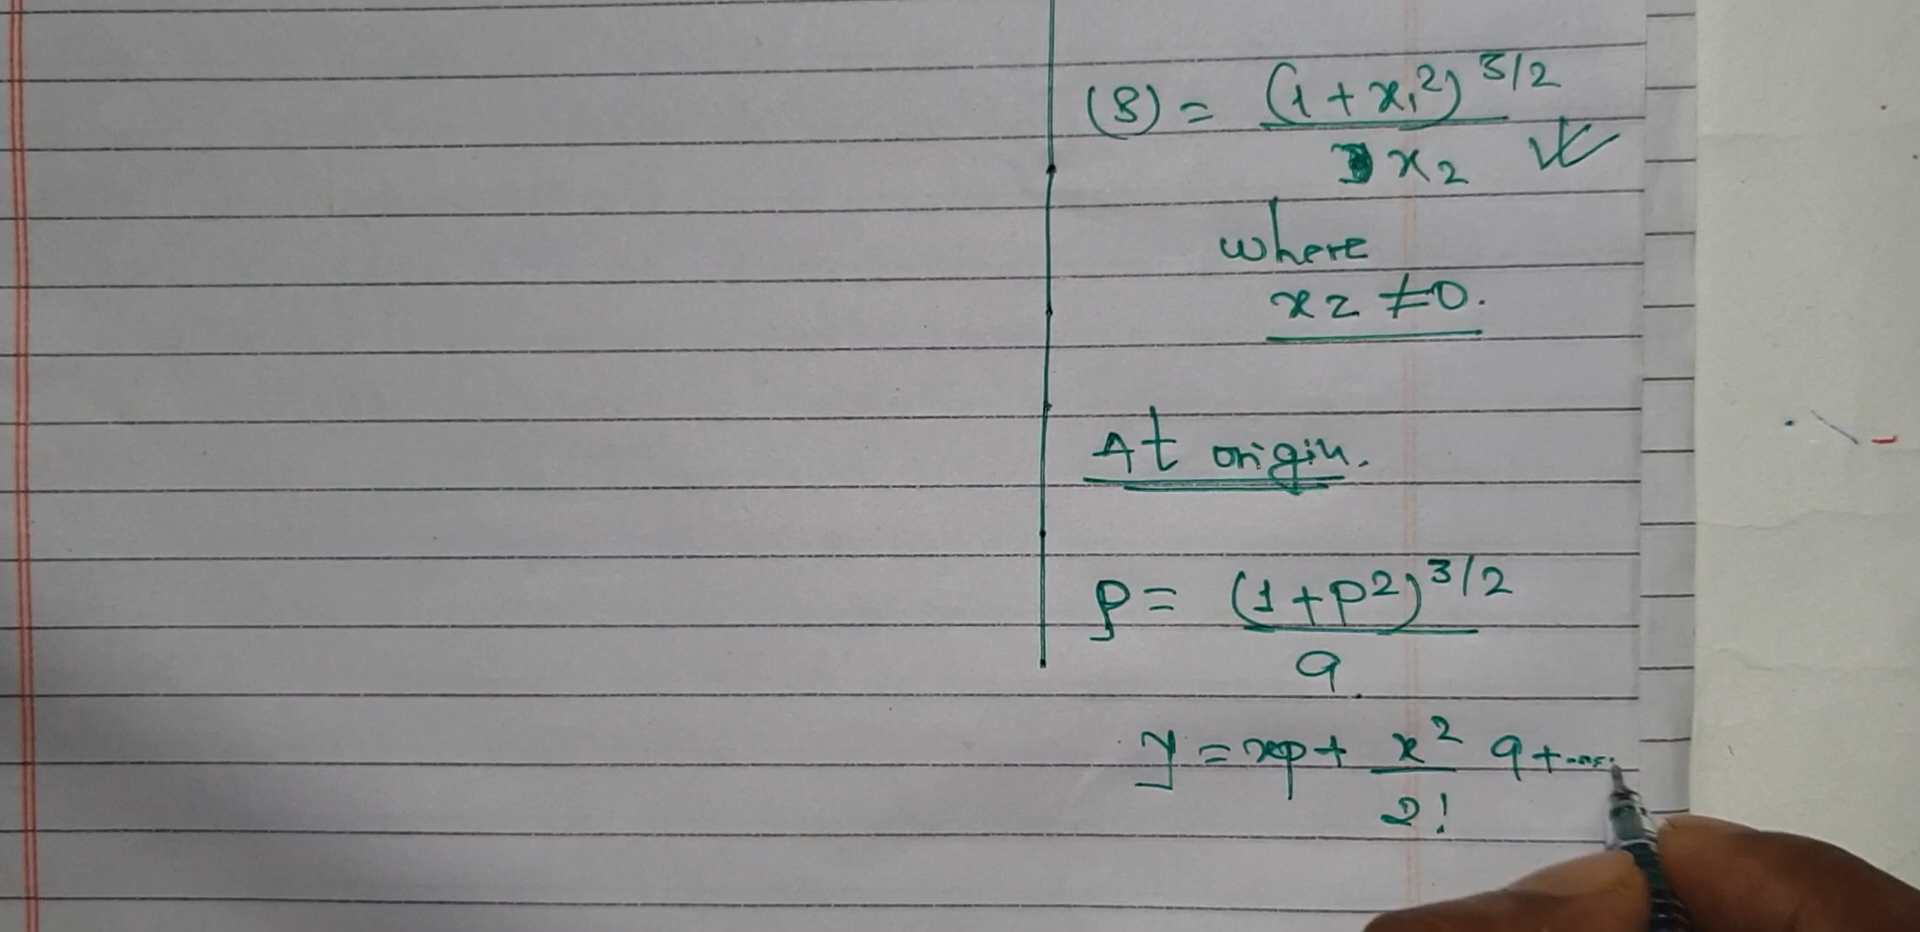 (ρ) = (1 + x₁²)^3/2 / x₂
where
x₂ ≠ 0.
At origin.
ρ = (1 + p²)^3/2 / q.
y = xp + x²/2! q + ....